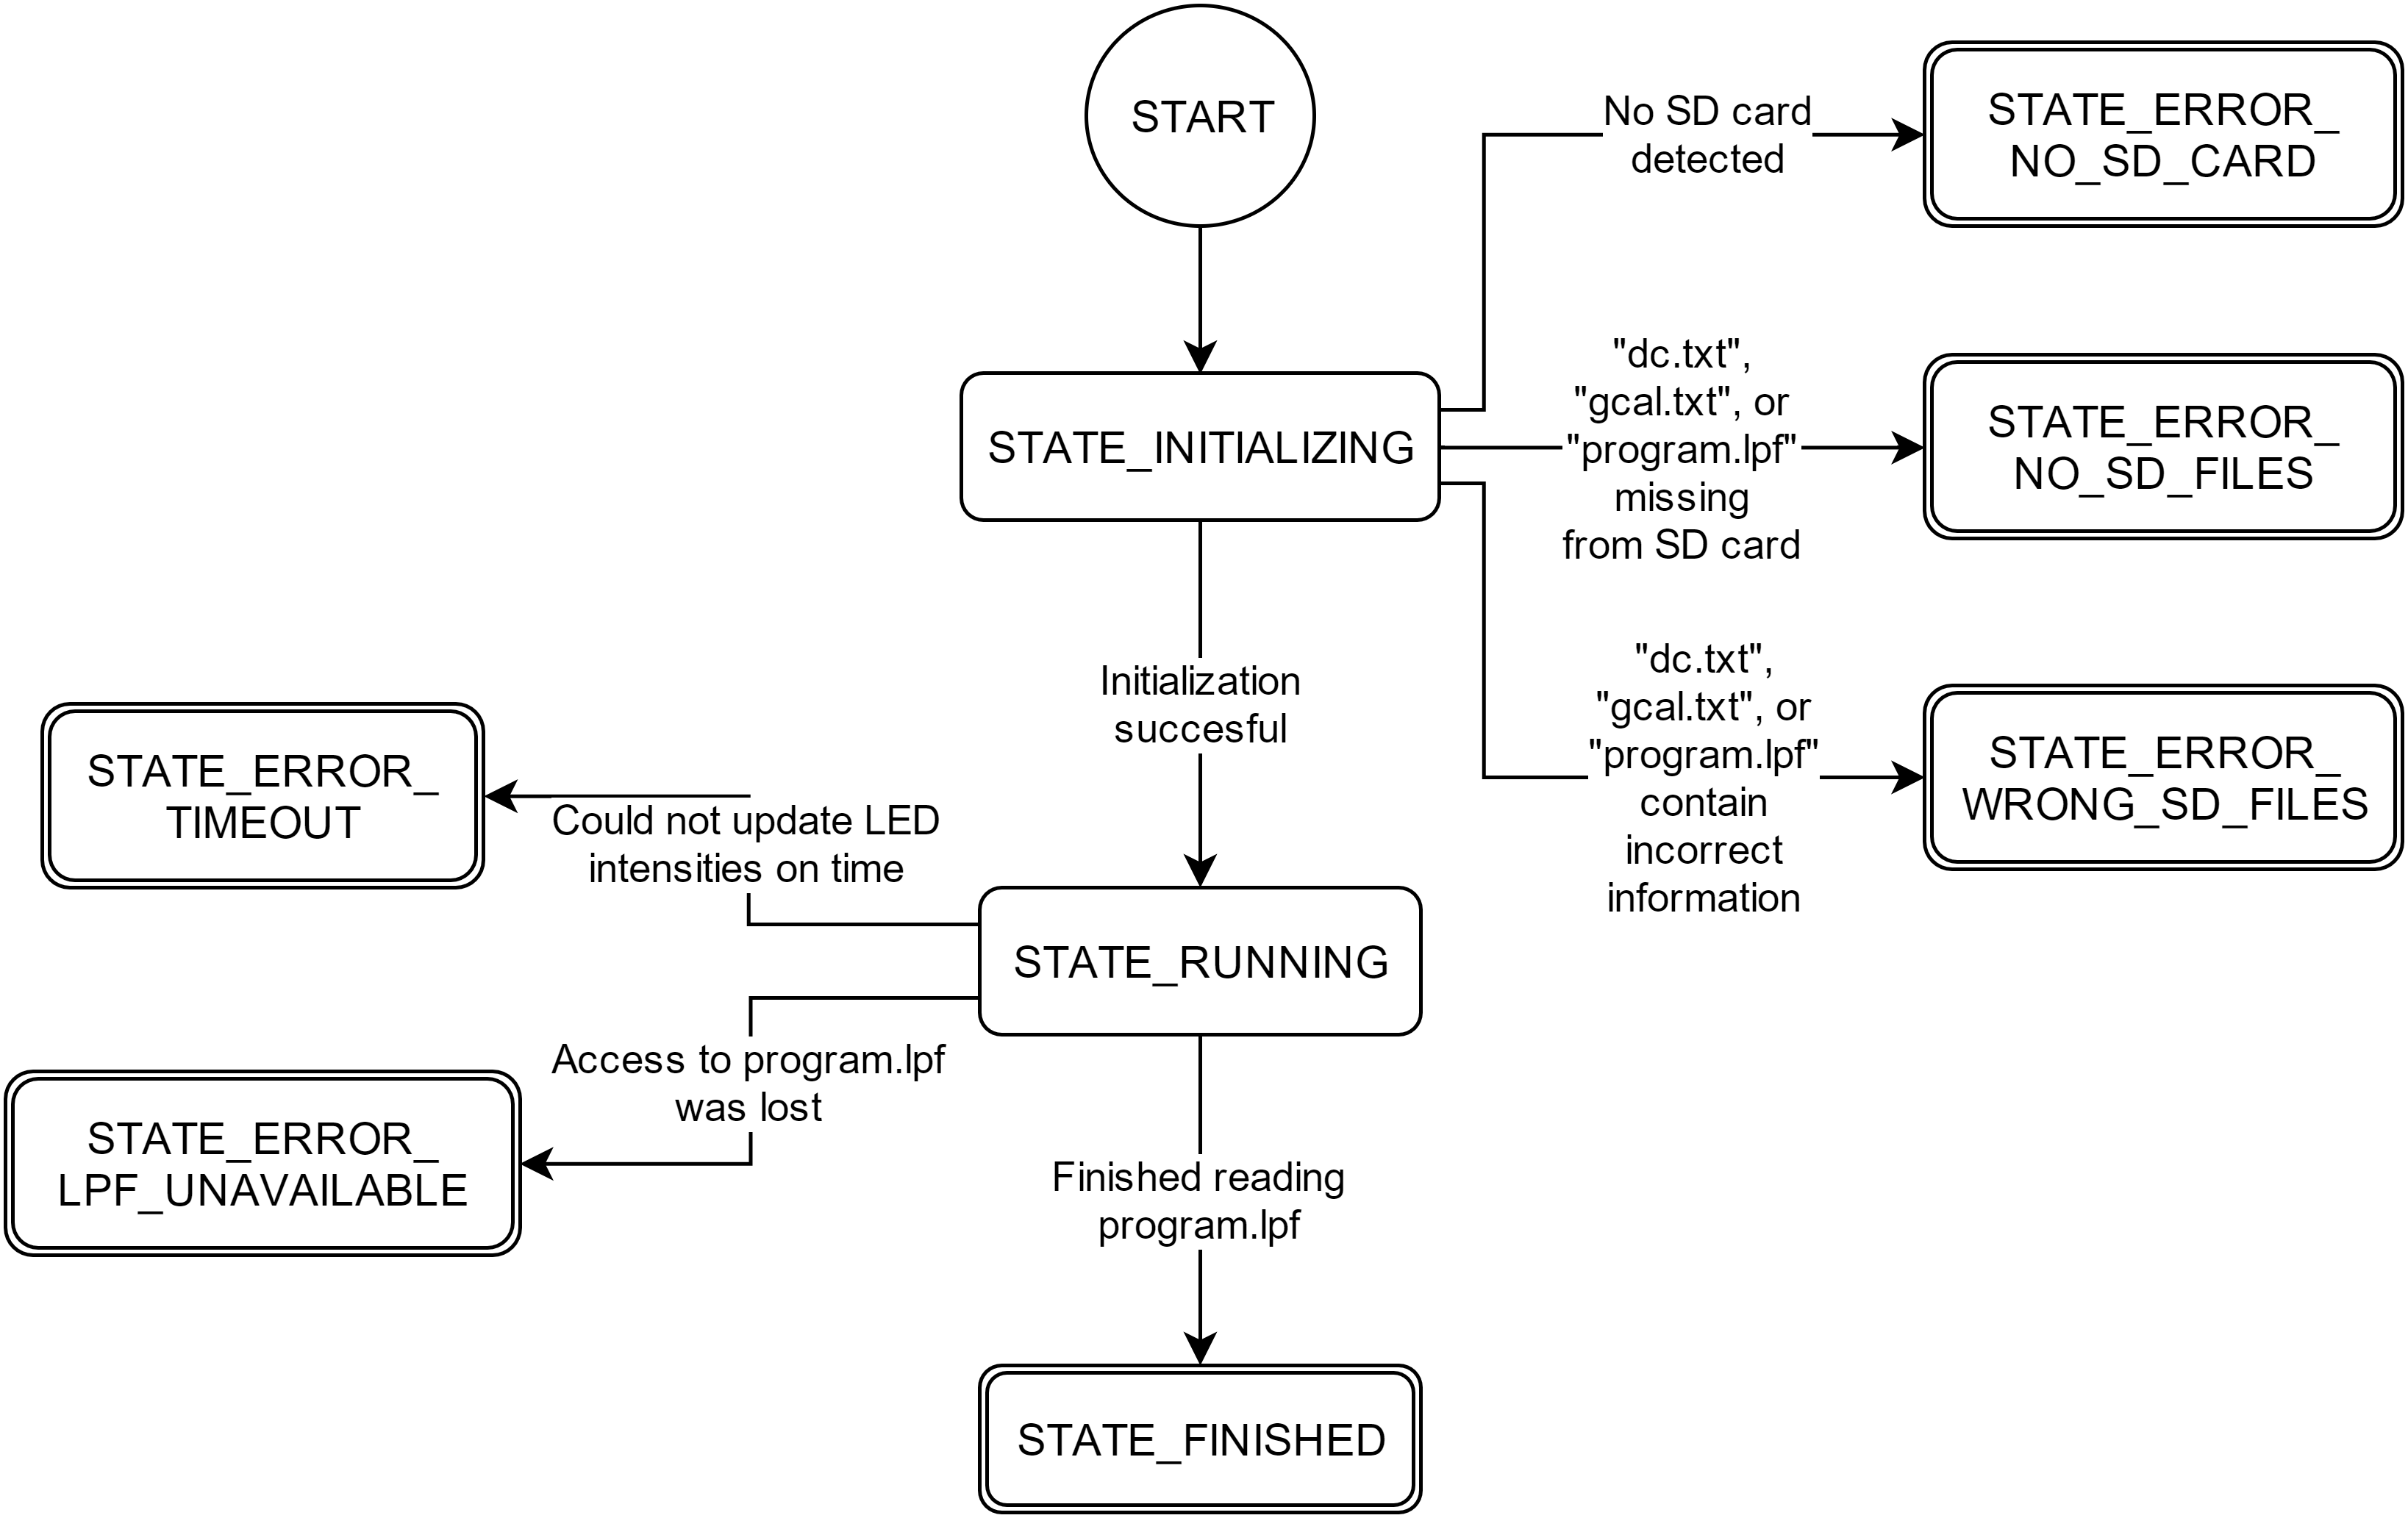 START
No SD card
detected
STATE_ERROR_
NO_SD_CARD
STATE_INITIALIZING
"dc.txt",
"gcal.txt", or
"program.lpf"
missing
from SD card
STATE_ERROR_
NO_SD_FILES
"dc.txt",
"gcal.txt", or
"program.lpf"
contain
incorrect
information
STATE_ERROR_
WRONG_SD_FILES
Initialization
succesful
STATE_ERROR_
TIMEOUT
Could not update LED
intensities on time
STATE_RUNNING
Access to program.lpf
was lost
STATE_ERROR_
LPF_UNAVAILABLE
Finished reading
program.lpf
STATE_FINISHED